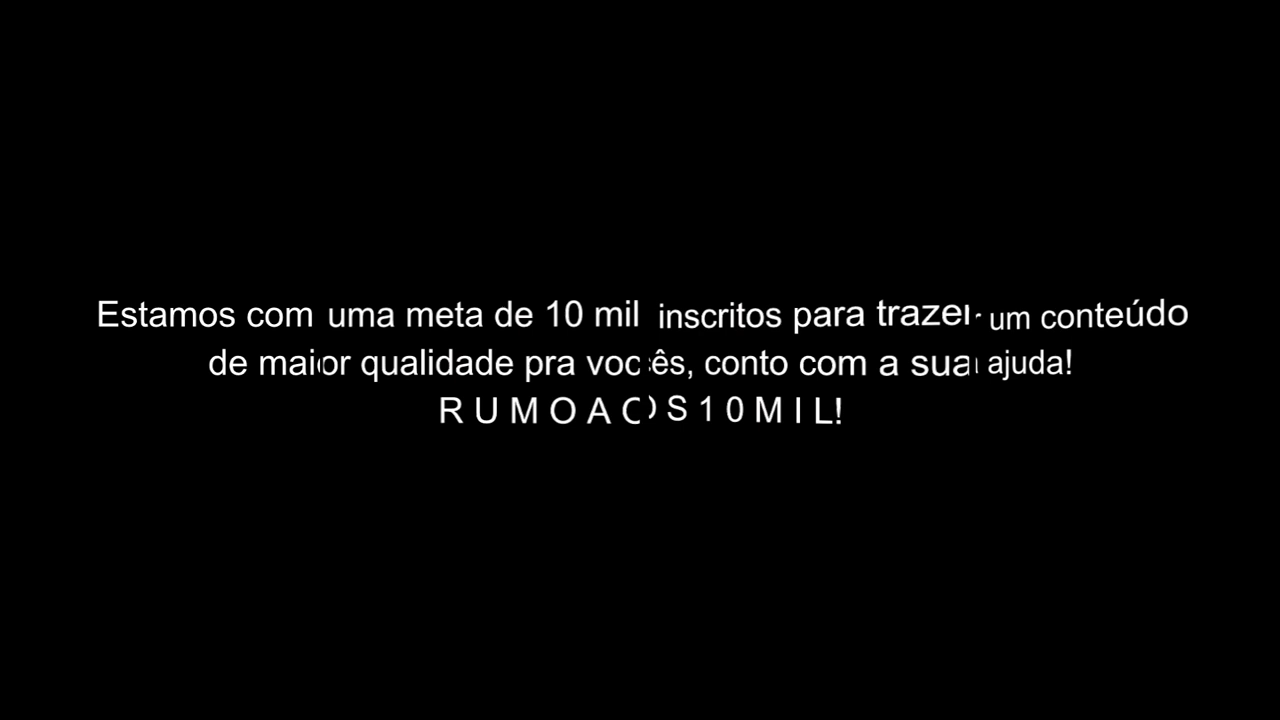 Estamos com uma meta de 10 mil inscritos para trazer um conteúdo
de maior qualidade pra vocês, conto com a sua ajuda!
R U M O A O S 1 0 M I L!